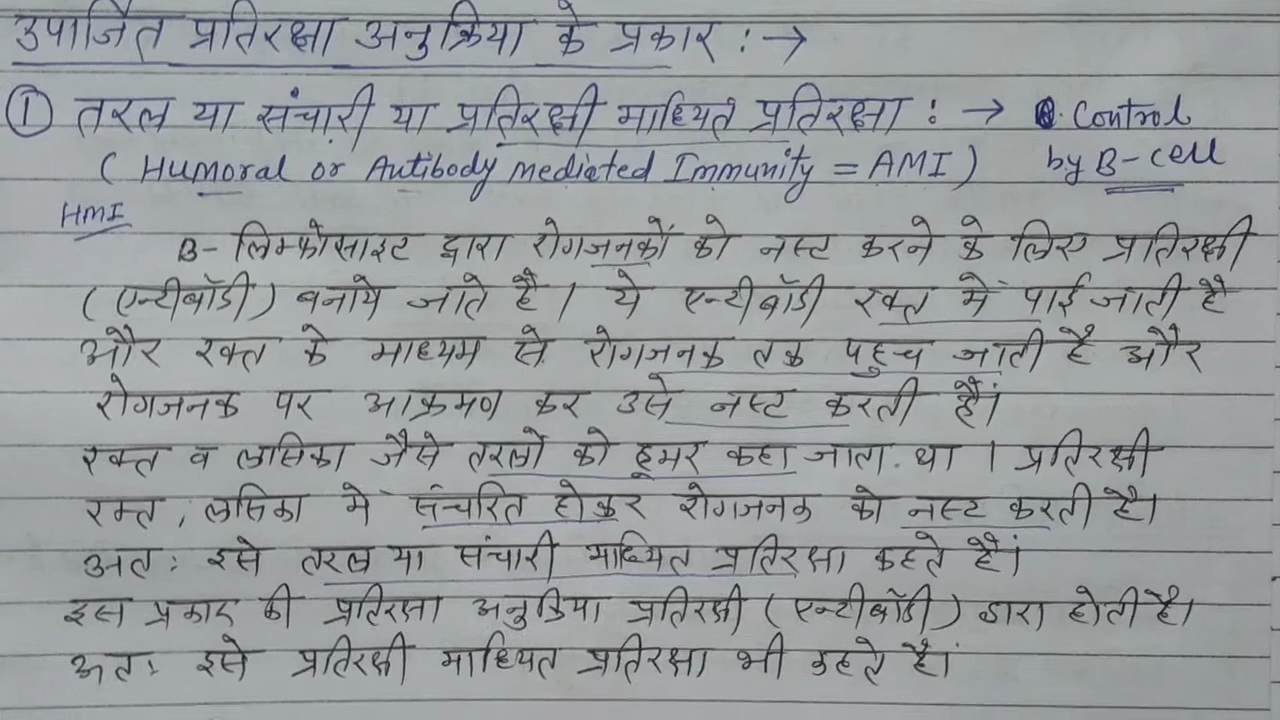 उपार्जित प्रतिरक्षा अनुक्रिया के प्रकार : →
① तरल या संचारी या प्रतिरक्षी माध्यित प्रतिरक्षा : → Control
( Humoral or Antibody mediated Immunity = AMI ) by B-cell
HMI
B- लिम्फोसाइट द्वारा रोगजनकों को नस्ट करने के लिए प्रतिरक्षी
(एन्टीबॉडी) बनाये जाते है । ये एन्टीबॉडी रक्त में पाई जाती है
और रक्त के माध्यम से रोगजनक तक पहुच जाती है और
रोगजनक पर आक्रमण कर उसे नस्ट करती हैं।
रक्त व लसिका जैसे तरलो को हूमर कहा जाता था । प्रतिरक्षी
रक्त, लसिका मे संचरित होकर रोगजनक को नस्ट करती है।
अत: इसे तरल या संचारी माध्यित प्रतिरक्षा कहते हैं।
इस प्रकार की प्रतिरक्षा अनुक्रिया प्रतिरक्षी (एन्टीबॉडी) द्वारा होती है।
अत: इसे प्रतिरक्षी माध्यित प्रतिरक्षा भी कहते है।